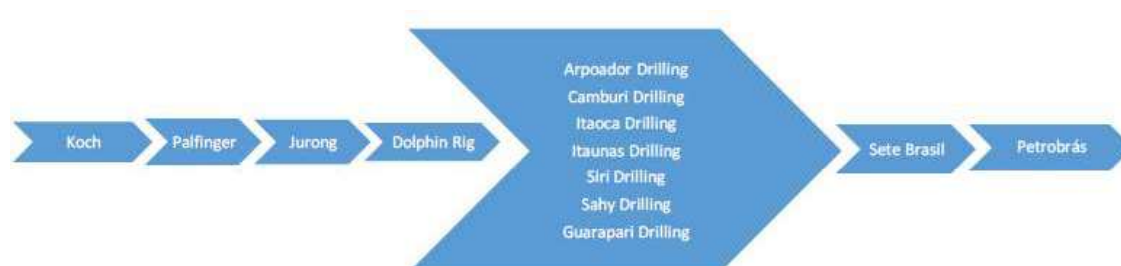 Koch
Palfinger
Jurong
Dolphin Rig
Arpoador Drilling
Camburi Drilling
Itaoca Drilling
Itaunas Drilling
Siri Drilling
Sahy Drilling
Guarapari Drilling
Sete Brasil
Petrobrás